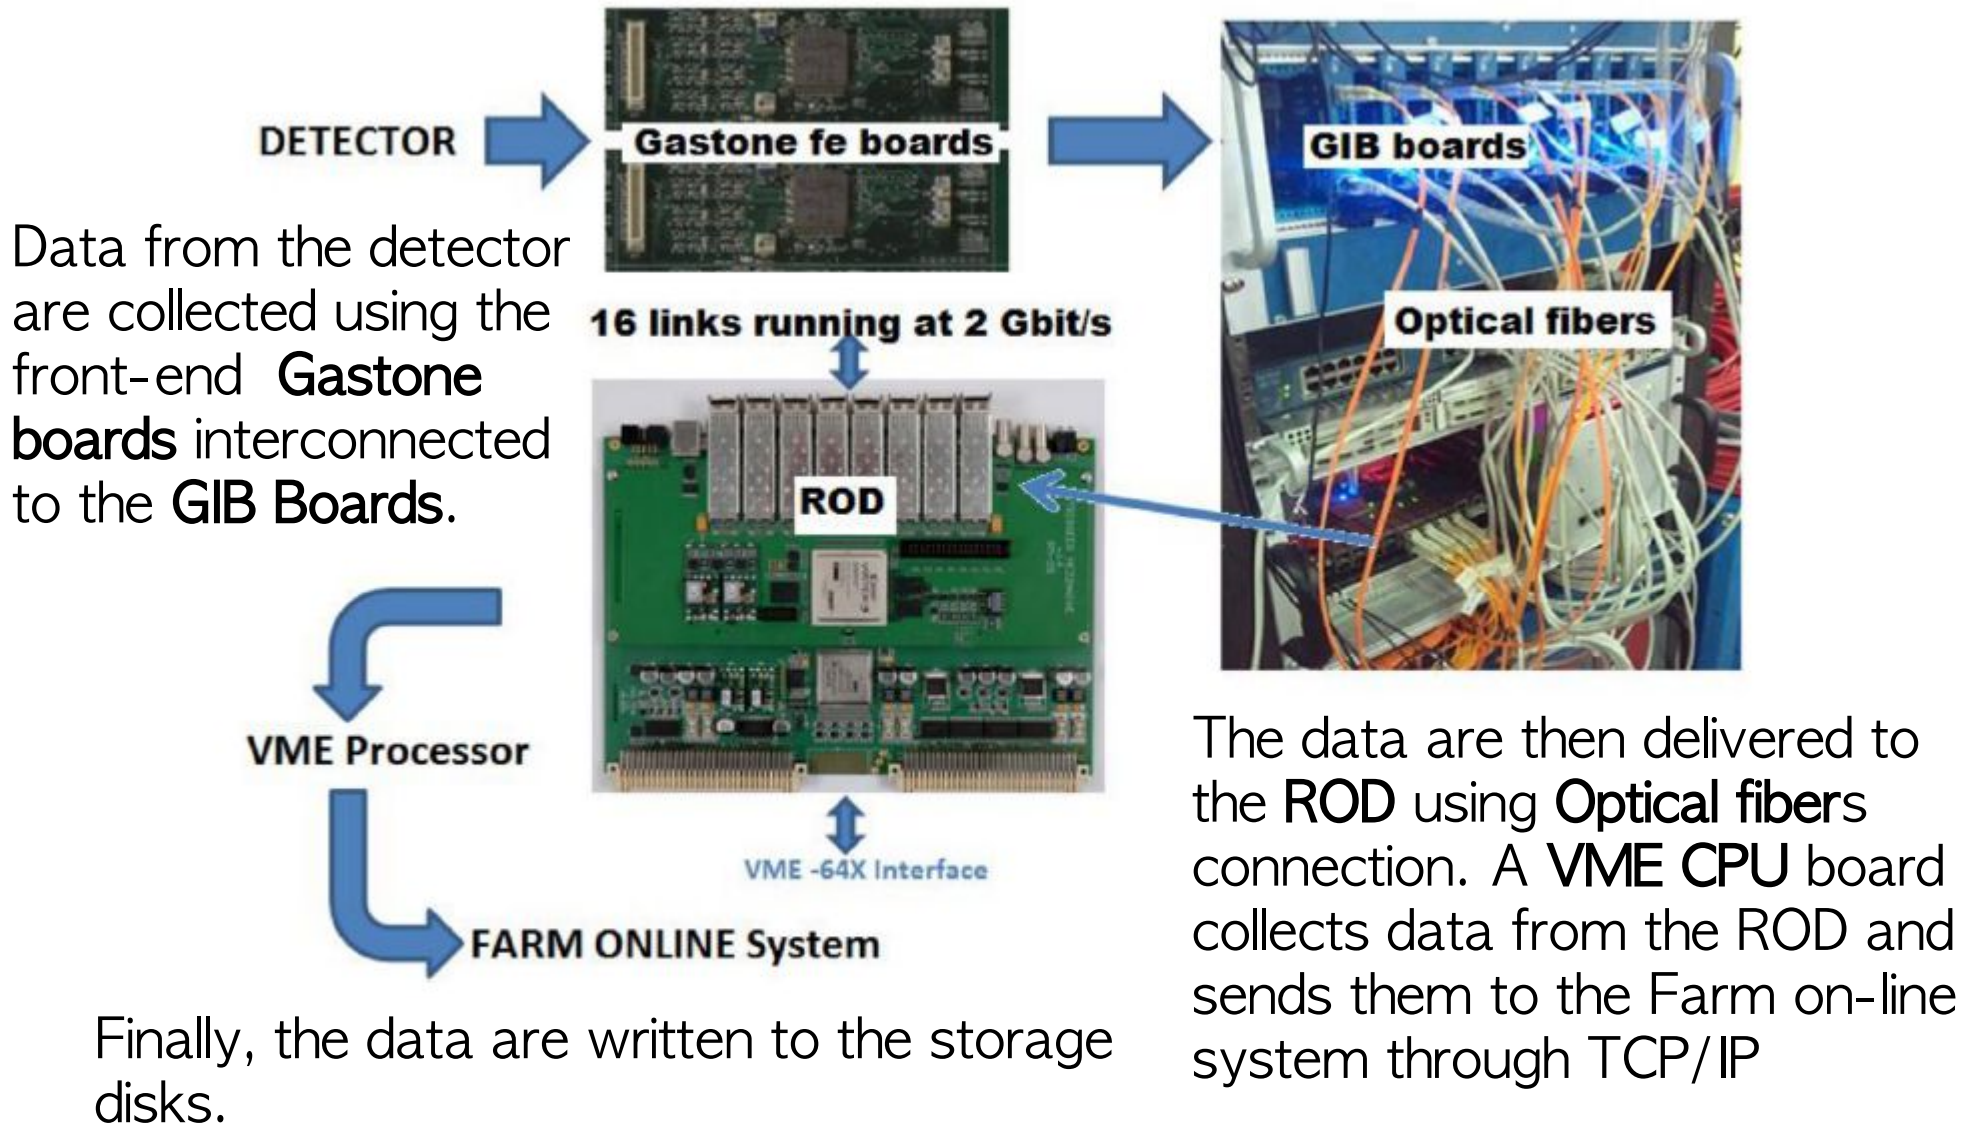 DETECTOR
Gastone fe boards
GIB boards
Data from the detector
are collected using the
front-end Gastone
boards interconnected
to the GIB Boards.
16 links running at 2 Gbit/s
Optical fibers
ROD
VME Processor
VME -64X Interface
FARM ONLINE System
The data are then delivered to
the ROD using Optical fibers
connection. A VME CPU board
collects data from the ROD and
sends them to the Farm on-line
system through TCP/IP
Finally, the data are written to the storage
disks.